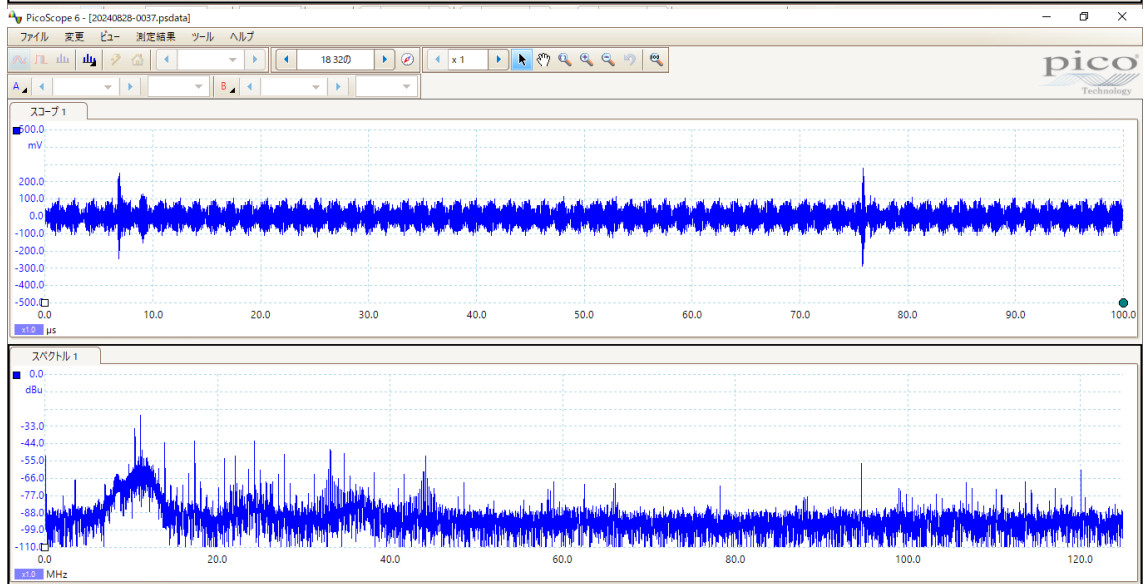 PicoScope 6 - [20240828-0037.psdata]
ファイル 変更 ビュー 測定結果 ツール ヘルプ
18 32の
x 1
pico
Technology
A
B
スコープ 1
500.0
mV
200.0
100.0
0.0
-100.0
-200.0
-300.0
-400.0
-500.0
0.0 10.0 20.0 30.0 40.0 50.0 60.0 70.0 80.0 90.0 100.0
x1.0 µs
スペクトル 1
0.0
dBu
-33.0
-44.0
-55.0
-66.0
-77.0
-88.0
-99.0
-110.0
0.0 20.0 40.0 60.0 80.0 100.0 120.0
x1.0 MHz